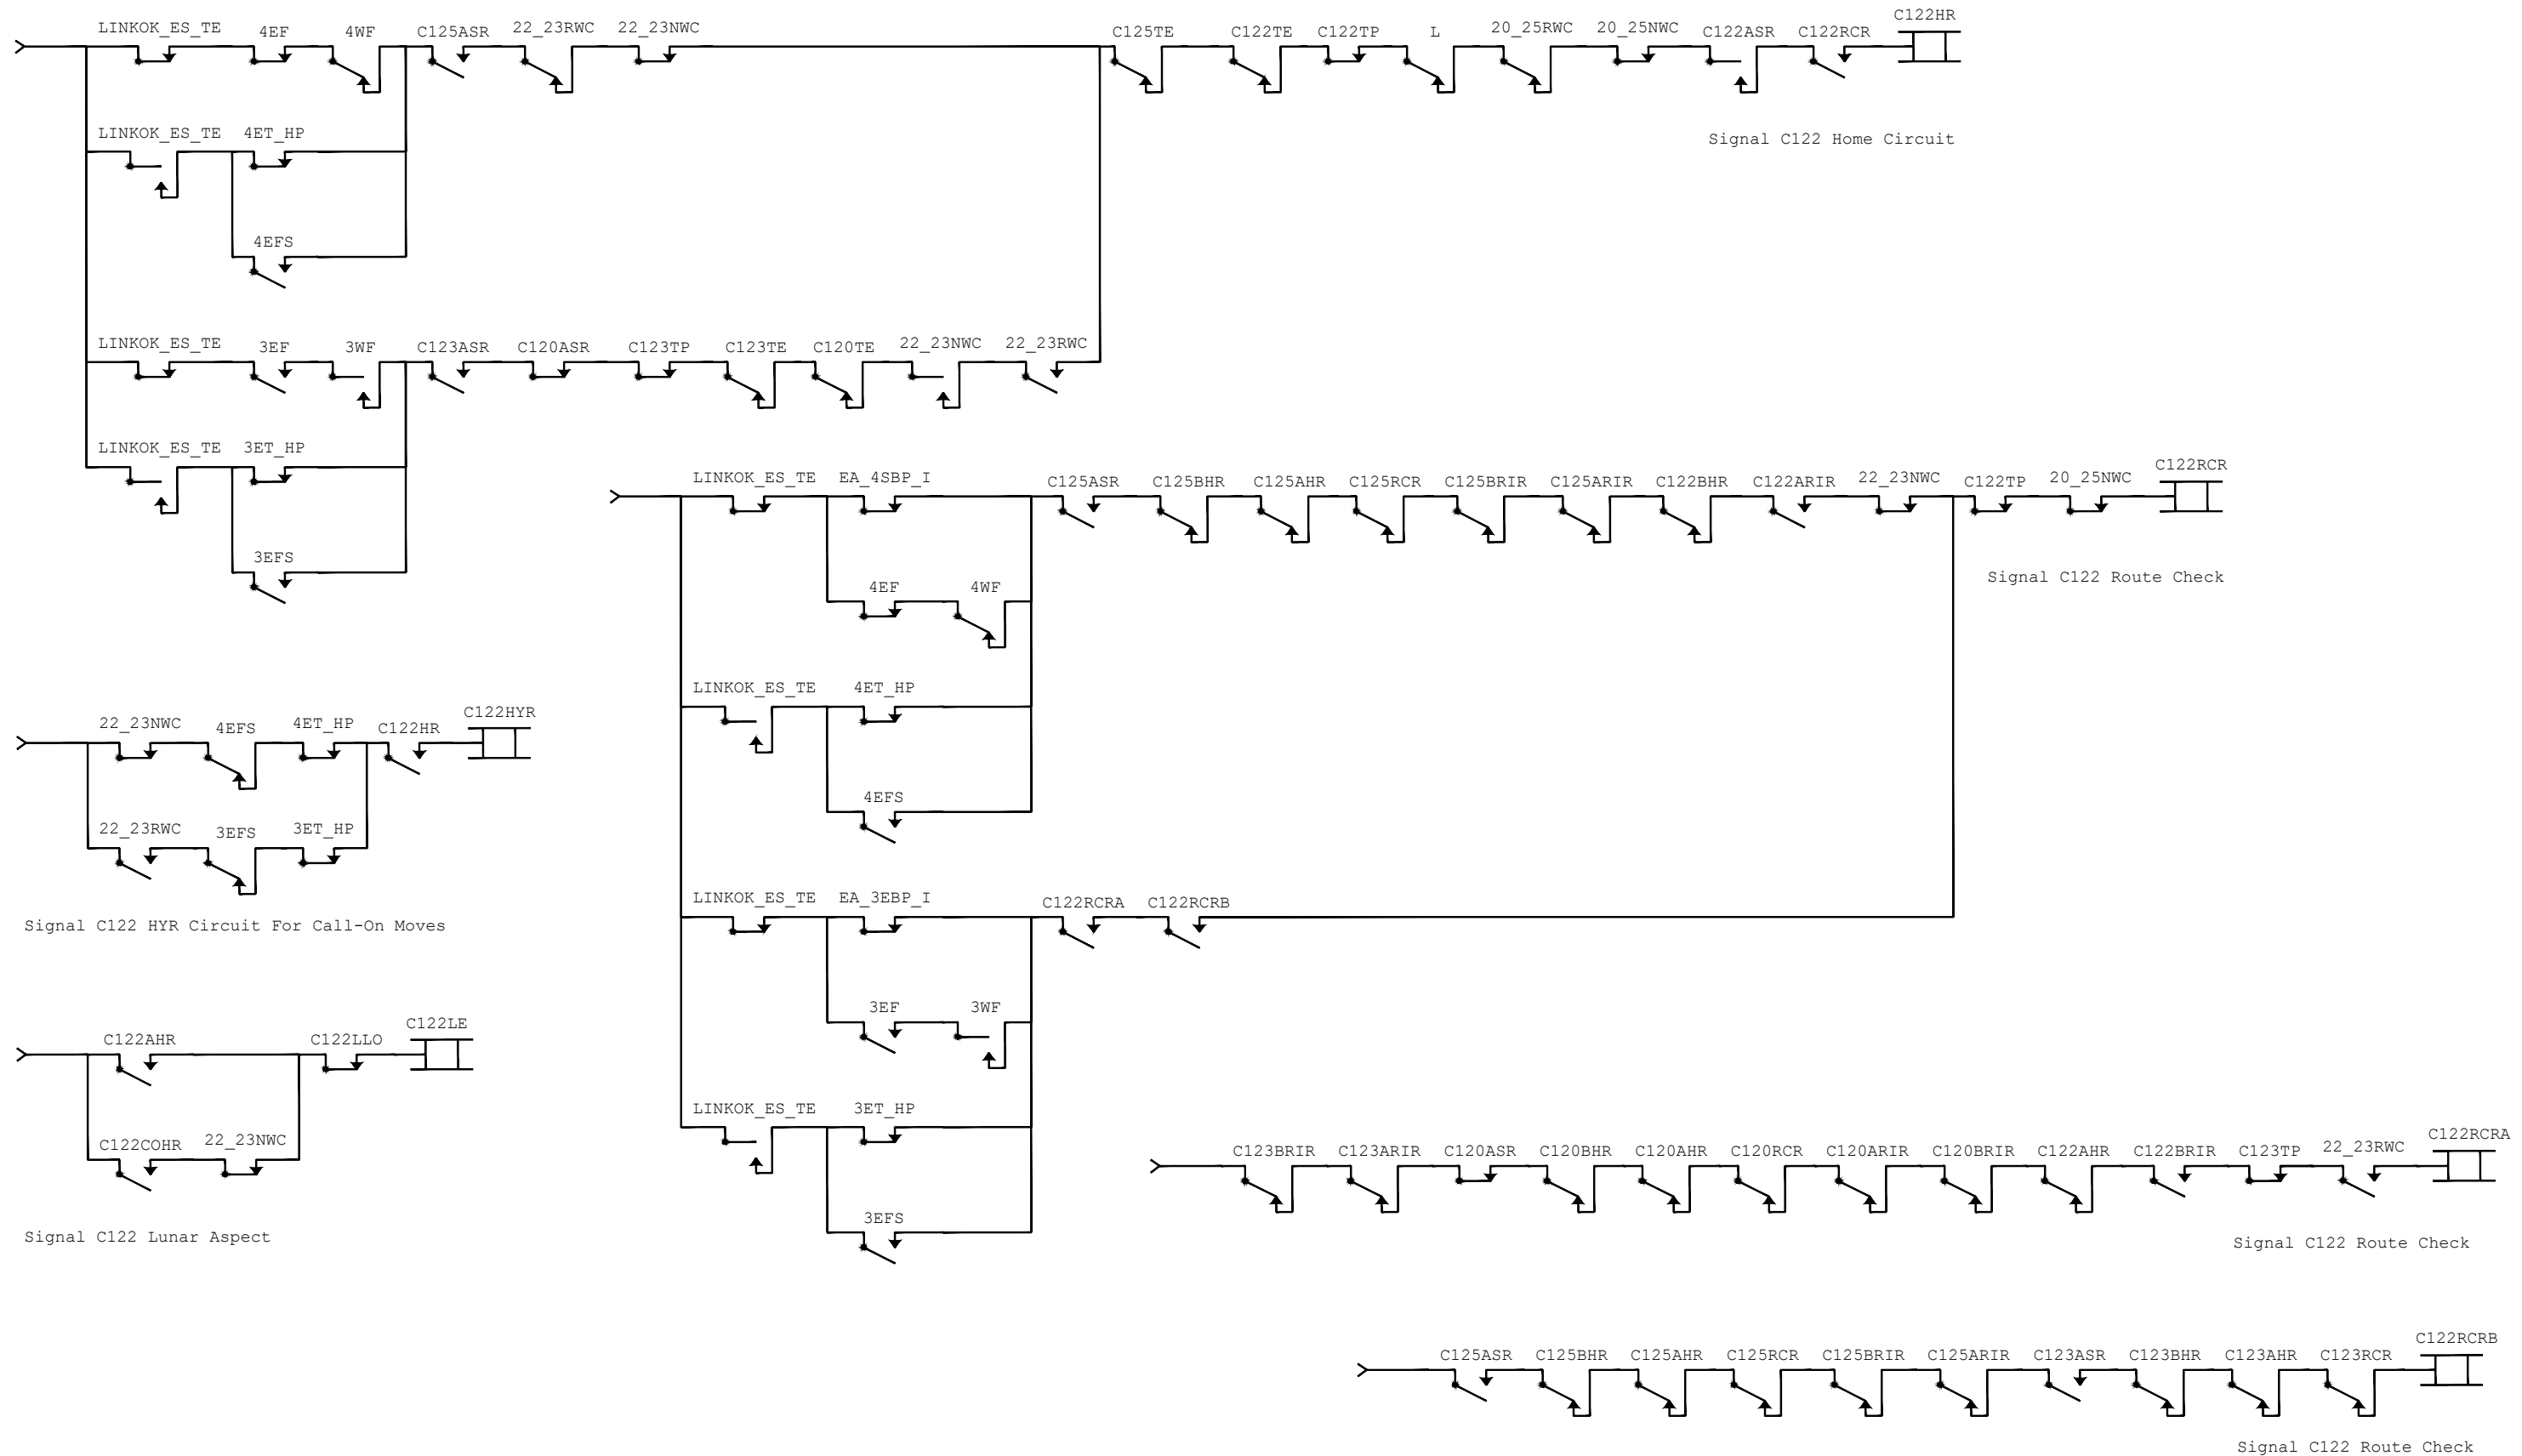 LINKOK_ES_TE 4EF 4WF C125ASR 22_23RWC 22_23NWC C125TE C122TE C122TP L 20_25RWC 20_25NWC C122ASR C122RCR C122HR
LINKOK_ES_TE 4ET_HP
Signal C122 Home Circuit
4EFS
LINKOK_ES_TE 3EF 3WF C123ASR C120ASR C123TP C123TE C120TE 22_23NWC 22_23RWC
LINKOK_ES_TE 3ET_HP
3EFS
LINKOK_ES_TE EA_4SBP_I C125ASR C125BHR C125AHR C125RCR C125BRIR C125ARIR C122BHR C122ARIR 22_23NWC C122TP 20_25NWC C122RCR
Signal C122 Route Check
4EF 4WF
LINKOK_ES_TE 4ET_HP
4EFS
22_23NWC 4EFS 4ET_HP C122HR C122HYR
22_23RWC 3EFS 3ET_HP
Signal C122 HYR Circuit For Call-On Moves
LINKOK_ES_TE EA_3EBP_I C122RCRA C122RCRB
3EF 3WF
LINKOK_ES_TE 3ET_HP
3EFS
C122AHR C122LLO C122LE
C122COHR 22_23NWC
Signal C122 Lunar Aspect
C123BRIR C123ARIR C120ASR C120BHR C120AHR C120RCR C120ARIR C120BRIR C122AHR C122BRIR C123TP 22_23RWC C122RCRA
Signal C122 Route Check
C125ASR C125BHR C125AHR C125RCR C125BRIR C125ARIR C123ASR C123BHR C123AHR C123RCR C122RCRB
Signal C122 Route Check